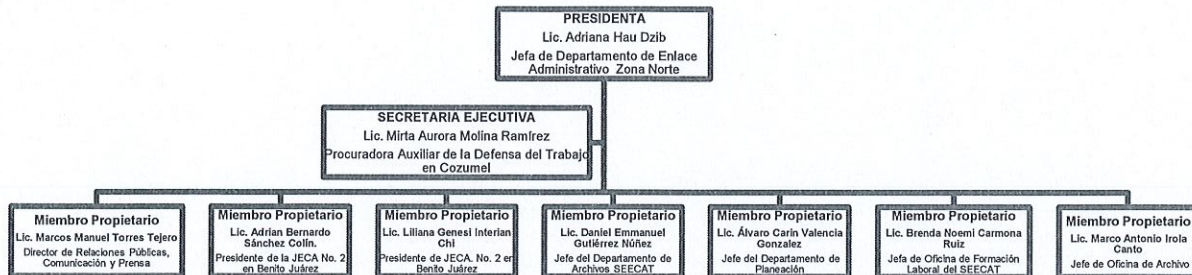 PRESIDENTA
Lic. Adriana Hau Dzib
Jefa de Departamento de Enlace
Administrativo Zona Norte
SECRETARIA EJECUTIVA
Lic. Mirta Aurora Molina Ramírez
Procuradora Auxiliar de la Defensa del Trabajo
en Cozumel
Miembro Propietario
Lic. Marcos Manuel Torres Tejero
Director de Relaciones Públicas,
Comunicación y Prensa
Miembro Propietario
Lic. Adrian Bernardo
Sánchez Colín.
Presidente de la JECA No. 2
en Benito Juárez
Miembro Propietario
Lic. Liliana Genesi Interian
Chi
Presidente de JECA. No. 2 en
Benito Juárez
Miembro Propietario
Lic. Daniel Emmanuel
Gutiérrez Núñez
Jefe del Departamento de
Archivos SEECAT
Miembro Propietario
Lic. Álvaro Carin Valencia
Gonzalez
Jefe del Departamento de
Planeación
Miembro Propietario
Lic. Brenda Noemi Carmona
Ruiz
Jefa de Oficina de Formación
Laboral del SEECAT
Miembro Propietario
Lic. Marco Antonio Irola
Canto
Jefe de Oficina de Archivo